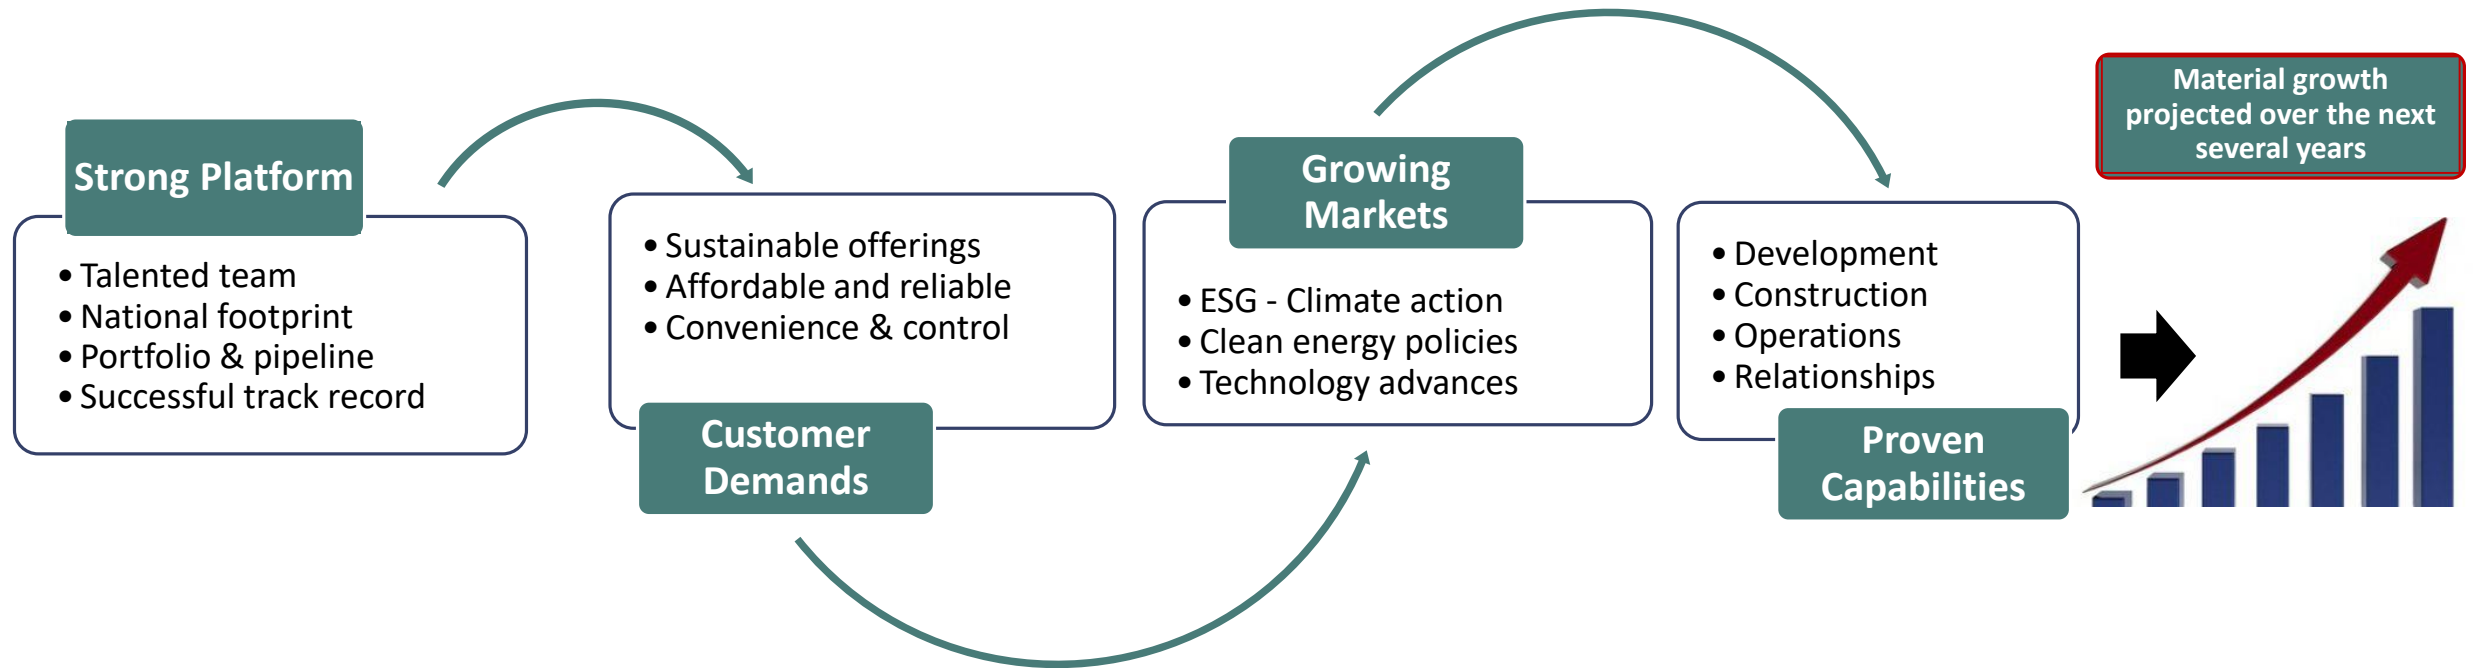 Strong Platform
• Talented team
• National footprint
• Portfolio & pipeline
• Successful track record
• Sustainable offerings
• Affordable and reliable
• Convenience & control
Customer
Demands
Growing
Markets
• ESG - Climate action
• Clean energy policies
• Technology advances
• Development
• Construction
• Operations
• Relationships
Proven
Capabilities
Material growth
projected over the next
several years